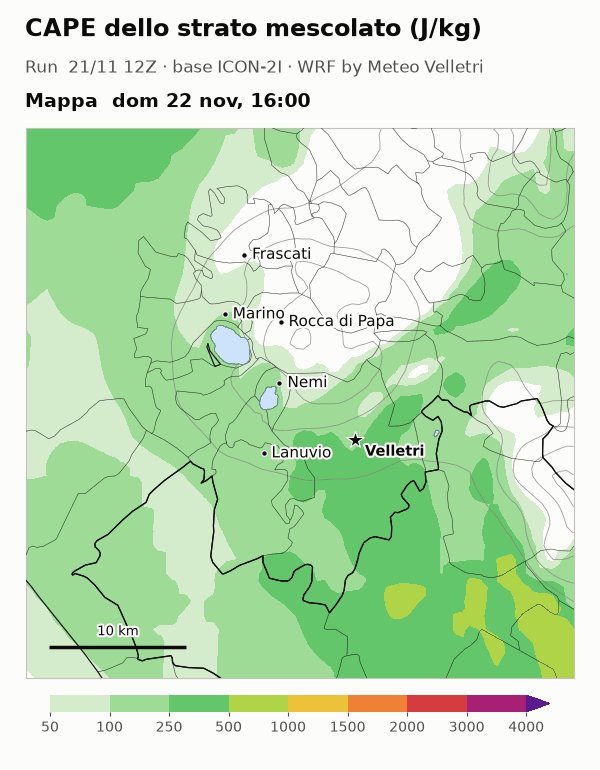 CAPE dello strato mescolato (J/kg)
Run 21/11 12Z · base ICON-2I · WRF by Meteo Velletri
Mappa dom 22 nov, 16:00
Frascati
Marino
Rocca di Papa
Nemi
Velletri
Lanuvio
10 km
50 100 250 500 1000 1500 2000 3000 4000